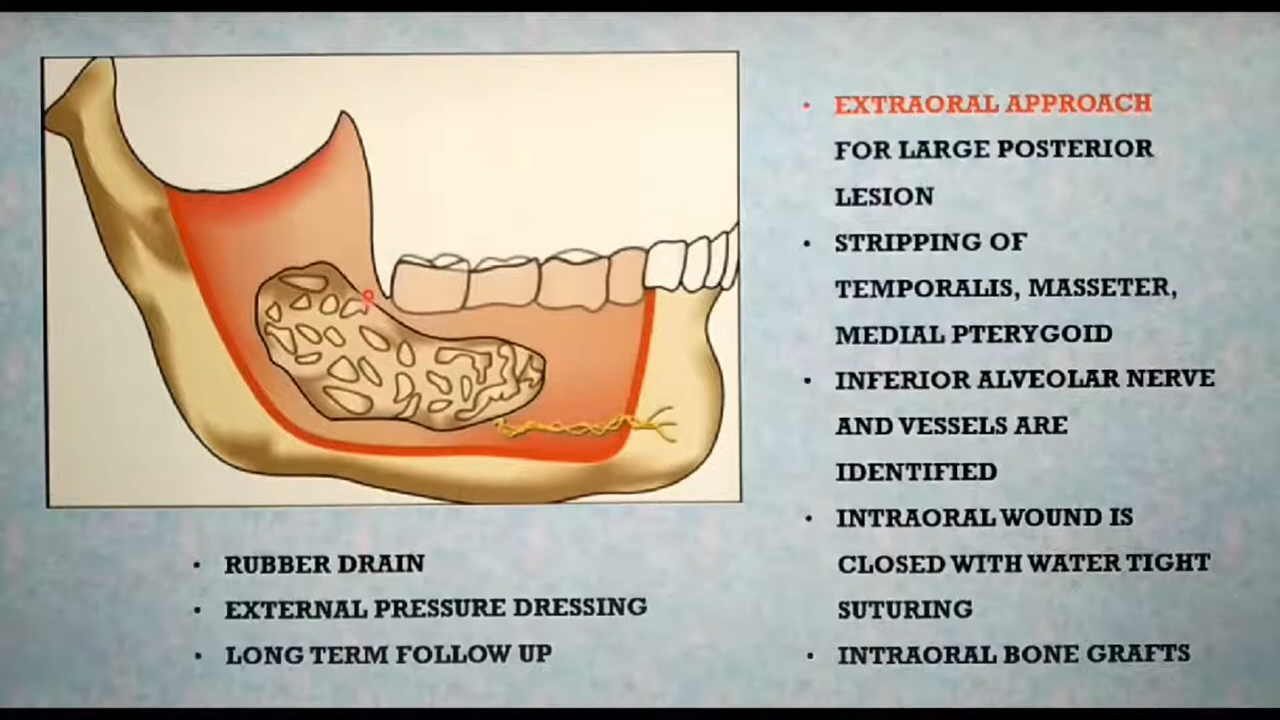 EXTRAORAL APPROACH
FOR LARGE POSTERIOR
LESION
STRIPPING OF
TEMPORALIS, MASSETER,
MEDIAL PTERYGOID
INFERIOR ALVEOLAR NERVE
AND VESSELS ARE
IDENTIFIED
INTRAORAL WOUND IS
CLOSED WITH WATER TIGHT
SUTURING
INTRAORAL BONE GRAFTS
RUBBER DRAIN
EXTERNAL PRESSURE DRESSING
LONG TERM FOLLOW UP